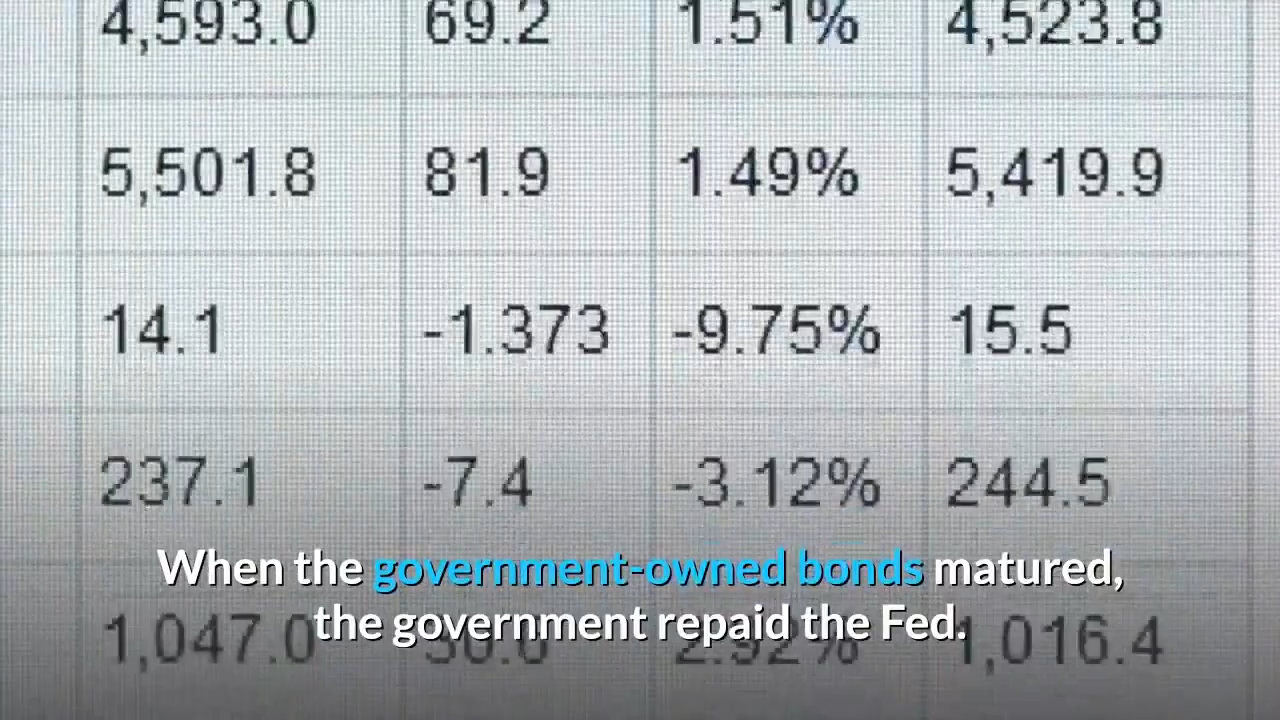 4,593.0 69.2 1.51% 4,523.8
5,501.8 81.9 1.49% 5,419.9
14.1 -1.373 -9.75% 15.5
237.1 -7.4 -3.12% 244.5
When the government-owned bonds matured,
the government repaid the Fed.
1,047.0 2.92% 1,016.4